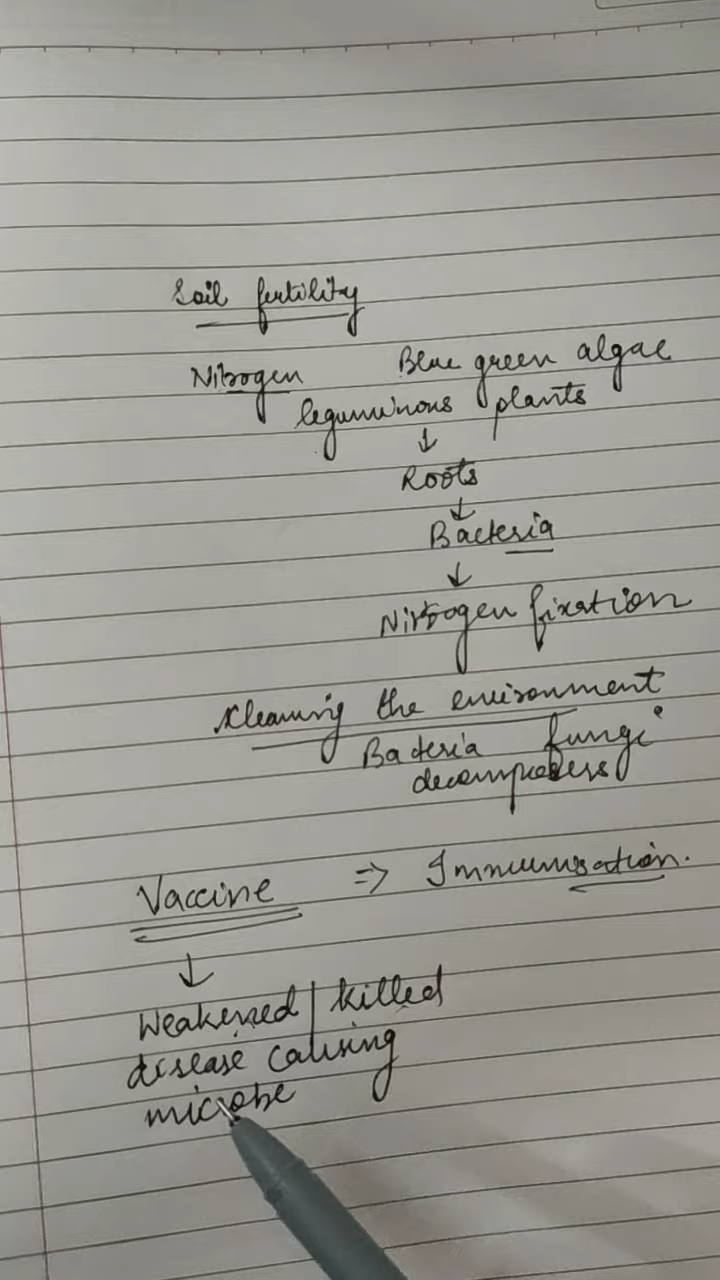 Soil fertility
Nitrogen Blue green algae
leguminous plants
↓
Roots
↓
Bacteria
↓
Nitrogen fixation
Cleaning the environment
Bacteria fungi
decomposers
Vaccine ⇒ Immunisation.
↓
Weakened / killed
disease causing
microbe